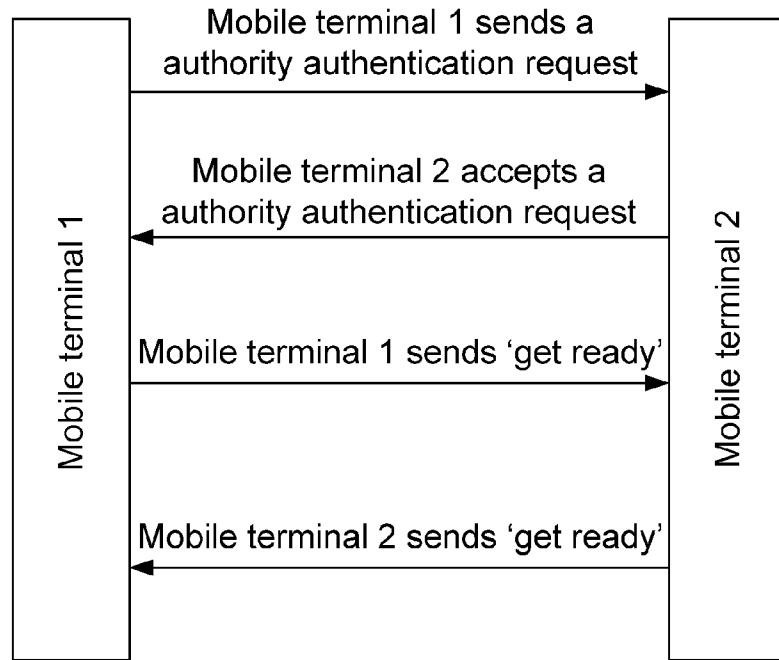 Mobile terminal 1 sends a
authority authentication request
Mobile terminal 2 accepts a
authority authentication request
Mobile terminal 1
Mobile terminal 2
Mobile terminal 1 sends ‘get ready’
Mobile terminal 2 sends ‘get ready’